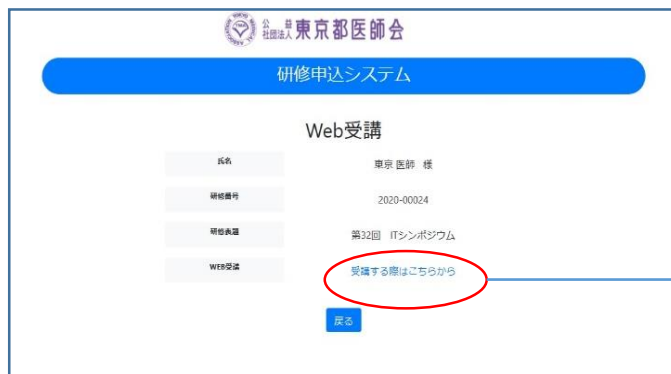 公益社団法人東京都医師会
研修申込システム
Web受講
氏名 東京 医師 様
研修番号 2020-00024
研修表題 第32回 ITシンポジウム
WEB受講 受講する際はこちらから
戻る